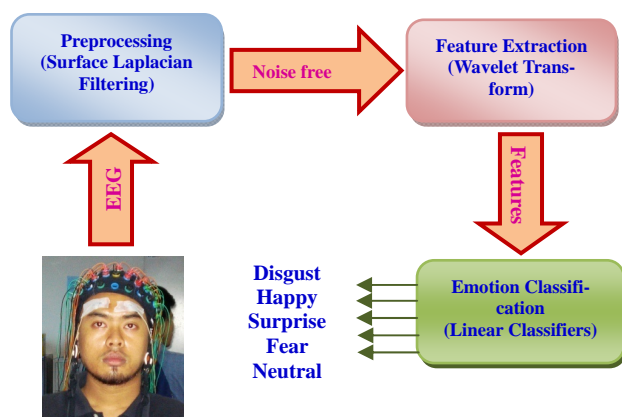 Preprocessing
(Surface Laplacian
Filtering)
Noise free
Feature Extraction
(Wavelet Trans-
form)
EEG
Features
Disgust
Happy
Surprise
Fear
Neutral
Emotion Classifi-
cation
(Linear Classifiers)